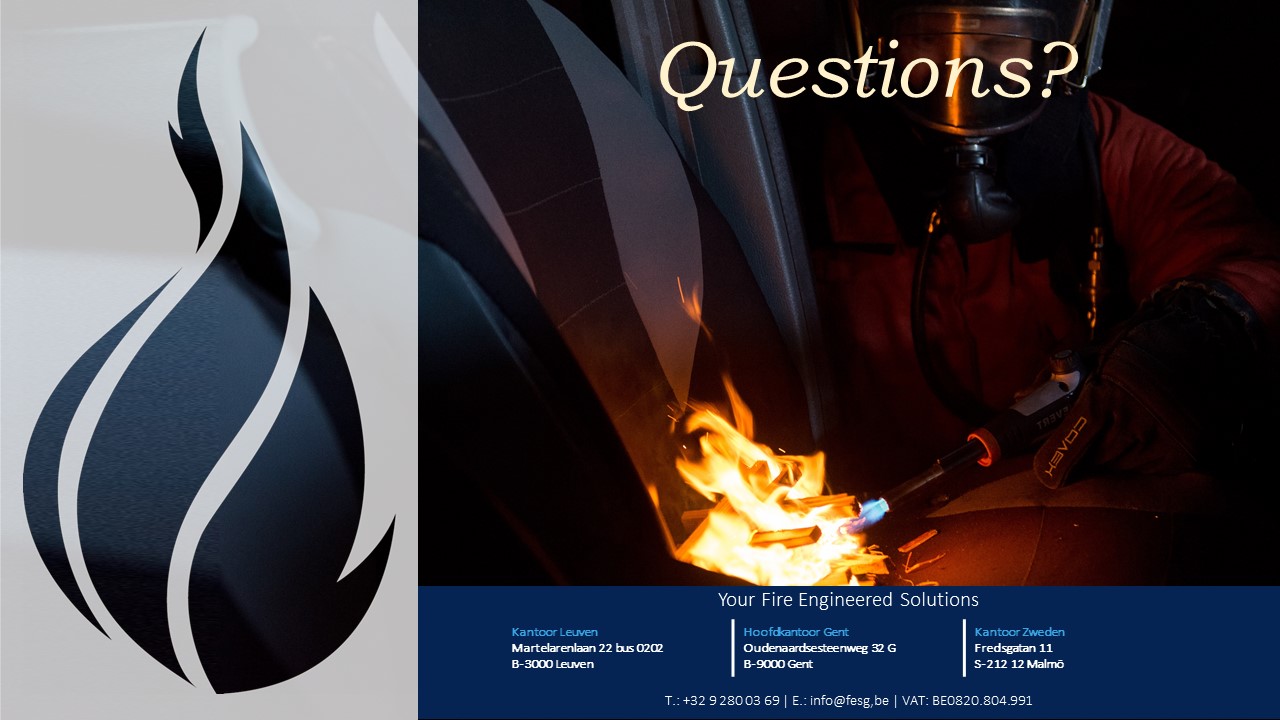 Questions?
Your Fire Engineered Solutions
Kantoor Leuven
Martelarenlaan 22 bus 0202
B-3000 Leuven
Hoofdkantoor Gent
Oudenaardsesteenweg 32 G
B-9000 Gent
Kantoor Zweden
Fredsgatan 11
S-212 12 Malmö
T.: +32 9 280 03 69 | E.: info@fesg,be | VAT: BE0820.804.991